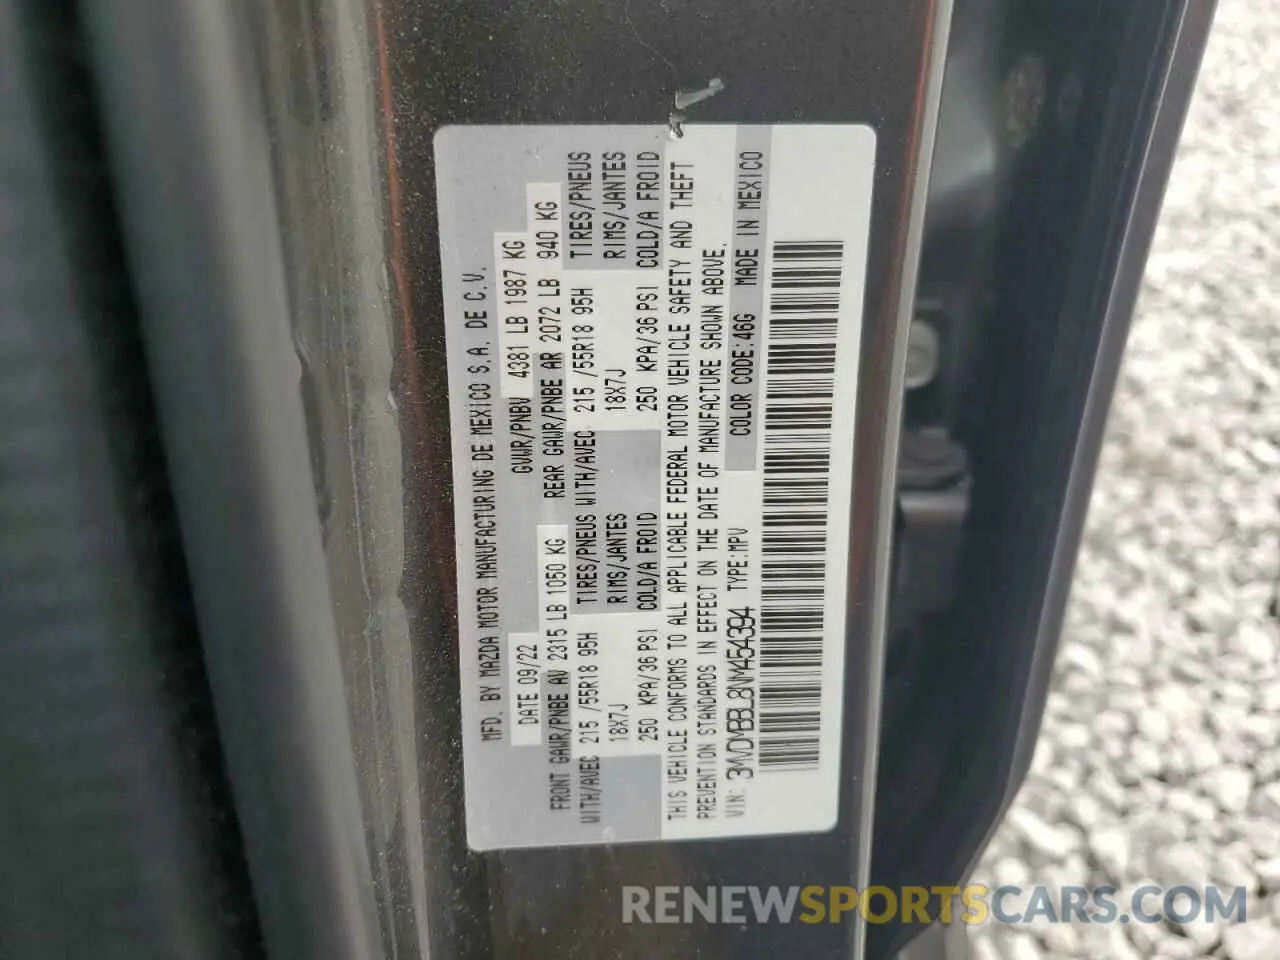 MFD. BY MAZDA MOTOR MANUFACTURING DE MEXICO S.A. DE C.V.
DATE 09/22 GVWR/PNBV 4381 LB 1987 KG
FRONT GAWR/PNBE AV 2315 LB 1050 KG REAR GAWR/PNBE AR 2072 LB 940 KG
WITH/AVEC 215 /55R18 95H TIRES/PNEUS WITH/AVEC 215 /55R18 95H TIRES/PNEUS
18X7J RIMS/JANTES 18X7J RIMS/JANTES
250 KPA/36 PSI COLD/A FROID 250 KPA/36 PSI COLD/A FROID
THIS VEHICLE CONFORMS TO ALL APPLICABLE FEDERAL MOTOR VEHICLE SAFETY AND THEFT
PREVENTION STANDARDS IN EFFECT ON THE DATE OF MANUFACTURE SHOWN ABOVE.
VIN: 3MVDMBBL8NM454394 TYPE:MPV COLOR CODE:46G MADE IN MEXICO
RENEWSPORTSCARS.COM